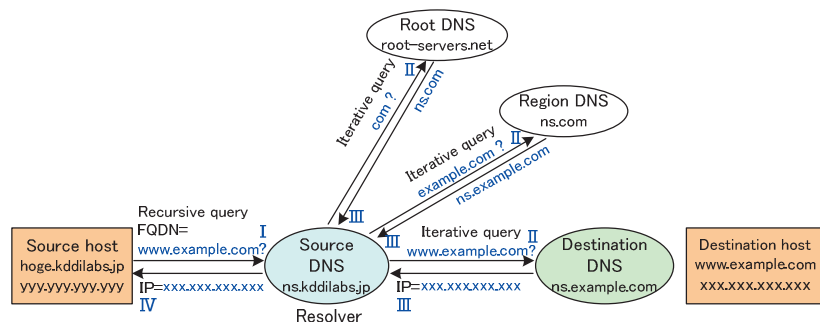 Root DNS
root-servers.net
Iterative query
II
com ?
ns.com
Region DNS
ns.com
Iterative query
II
example.com ?
ns.example.com
III
III
Recursive query
FQDN=
I
www.example.com?
Iterative query
II
www.example.com?
Source host
hoge.kddilabs.jp
yyy.yyy.yyy.yyy
Source
DNS
ns.kddilabs.jp
Destination
DNS
ns.example.com
Destination host
www.example.com
xxx.xxx.xxx.xxx
IP=xxx.xxx.xxx.xxx
IV
IP=xxx.xxx.xxx.xxx
III
Resolver